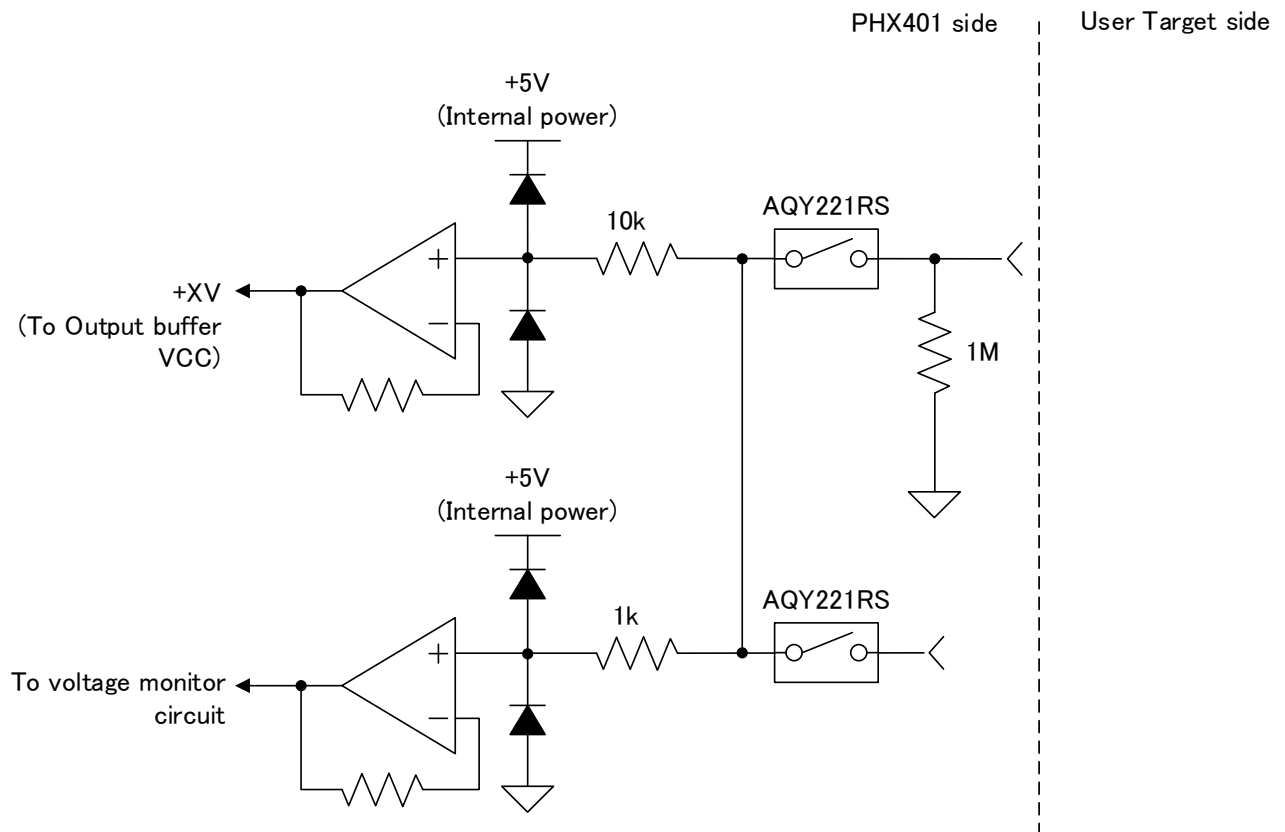 PHX401 side
User Target side
+5V
(Internal power)
AQY221RS
10k
+
+XV
(To Output buffer
VCC)
−
1M
+5V
(Internal power)
AQY221RS
1k
+
To voltage monitor
circuit
−